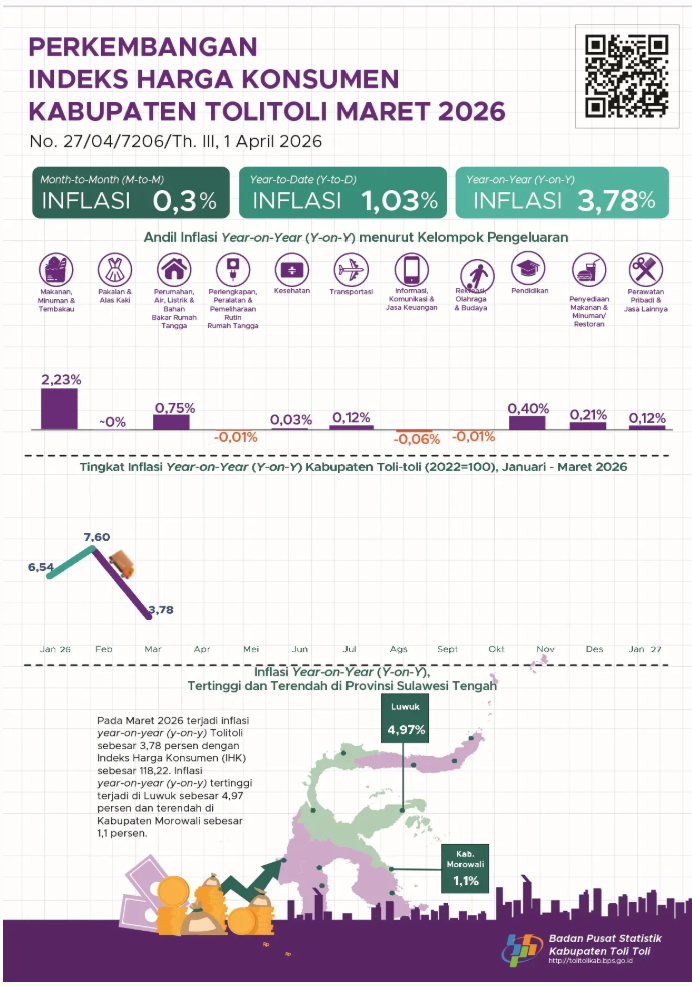 PERKEMBANGAN
INDEKS HARGA KONSUMEN
KABUPATEN TOLITOLI MARET 2026
No. 27/04/7206/Th. III, 1 April 2026
Month-to-Month (M-to-M)
INFLASI 0,3%
Year-to-Date (Y-to-D)
INFLASI 1,03%
Year-on-Year (Y-on-Y)
INFLASI 3,78%
Andil Inflasi Year-on-Year (Y-on-Y) menurut Kelompok Pengeluaran
Makanan,
Minuman &
Tembakau
Pakaian &
Alas Kaki
Perumahan,
Air, Listrik &
Bahan
Bakar Rumah
Tangga
Perlengkapan,
Peralatan &
Pemeliharaan
Rutin
Rumah Tangga
Kesehatan
Transportasi
Informasi,
Komunikasi &
Jasa Keuangan
Rekreasi,
Olahraga
& Budaya
Pendidikan
Penyediaan
Makanan &
Minuman/
Restoran
Perawatan
Pribadi &
Jasa Lainnya
2,23%
~0%
0,75%
-0,01%
0,03%
0,12%
-0,06%
-0,01%
0,40%
0,21%
0,12%
Tingkat Inflasi Year-on-Year (Y-on-Y) Kabupaten Toli-toli (2022=100), Januari - Maret 2026
6,54
7,60
3,78
Jan 26 Feb Mar Apr Mei Jun Jul Ags Sept Okt Nov Des Jan 27
Inflasi Year-on-Year (Y-on-Y),
Tertinggi dan Terendah di Provinsi Sulawesi Tengah
Pada Maret 2026 terjadi inflasi
year-on-year (y-on-y) Tolitoli
sebesar 3,78 persen dengan
Indeks Harga Konsumen (IHK)
sebesar 118,22. Inflasi
year-on-year (y-on-y) tertinggi
terjadi di Luwuk sebesar 4,97
persen dan terendah di
Kabupaten Morowali sebesar
1,1 persen.
Luwuk
4,97%
Kab.
Morowali
1,1%
Badan Pusat Statistik
Kabupaten Toli Toli
http://tolitolikab.bps.go.id